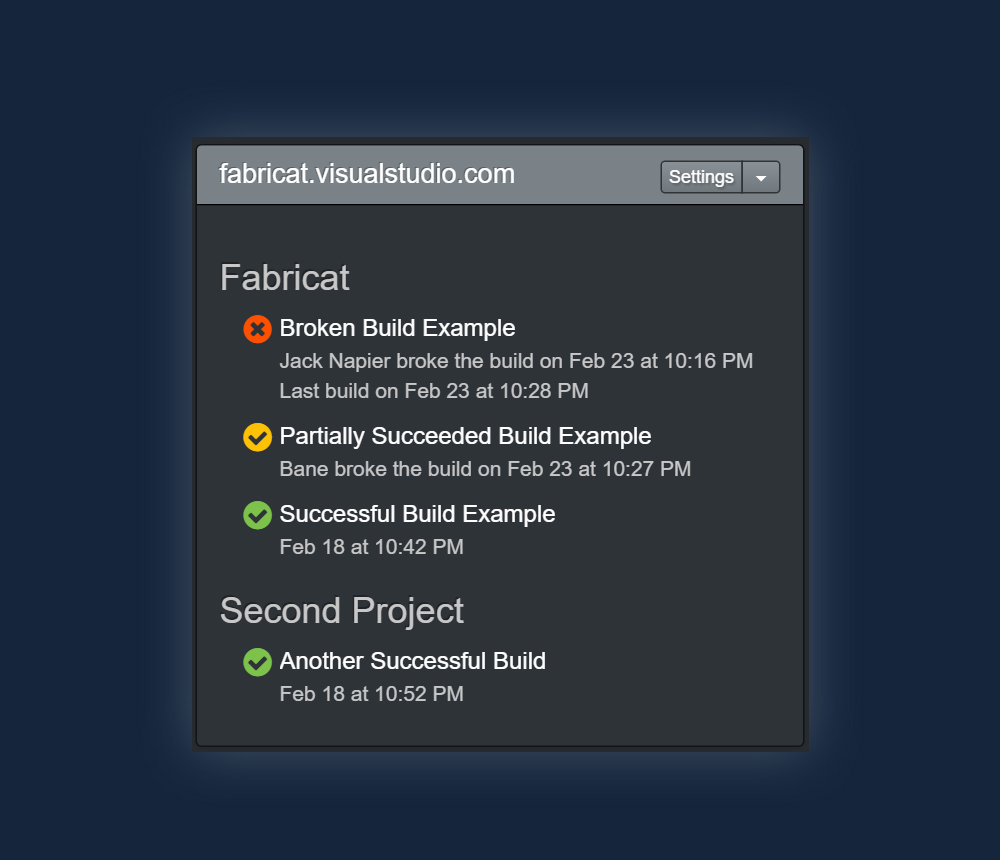 fabricat.visualstudio.com
Settings
Fabricat
Broken Build Example
Jack Napier broke the build on Feb 23 at 10:16 PM
Last build on Feb 23 at 10:28 PM
Partially Succeeded Build Example
Bane broke the build on Feb 23 at 10:27 PM
Successful Build Example
Feb 18 at 10:42 PM
Second Project
Another Successful Build
Feb 18 at 10:52 PM